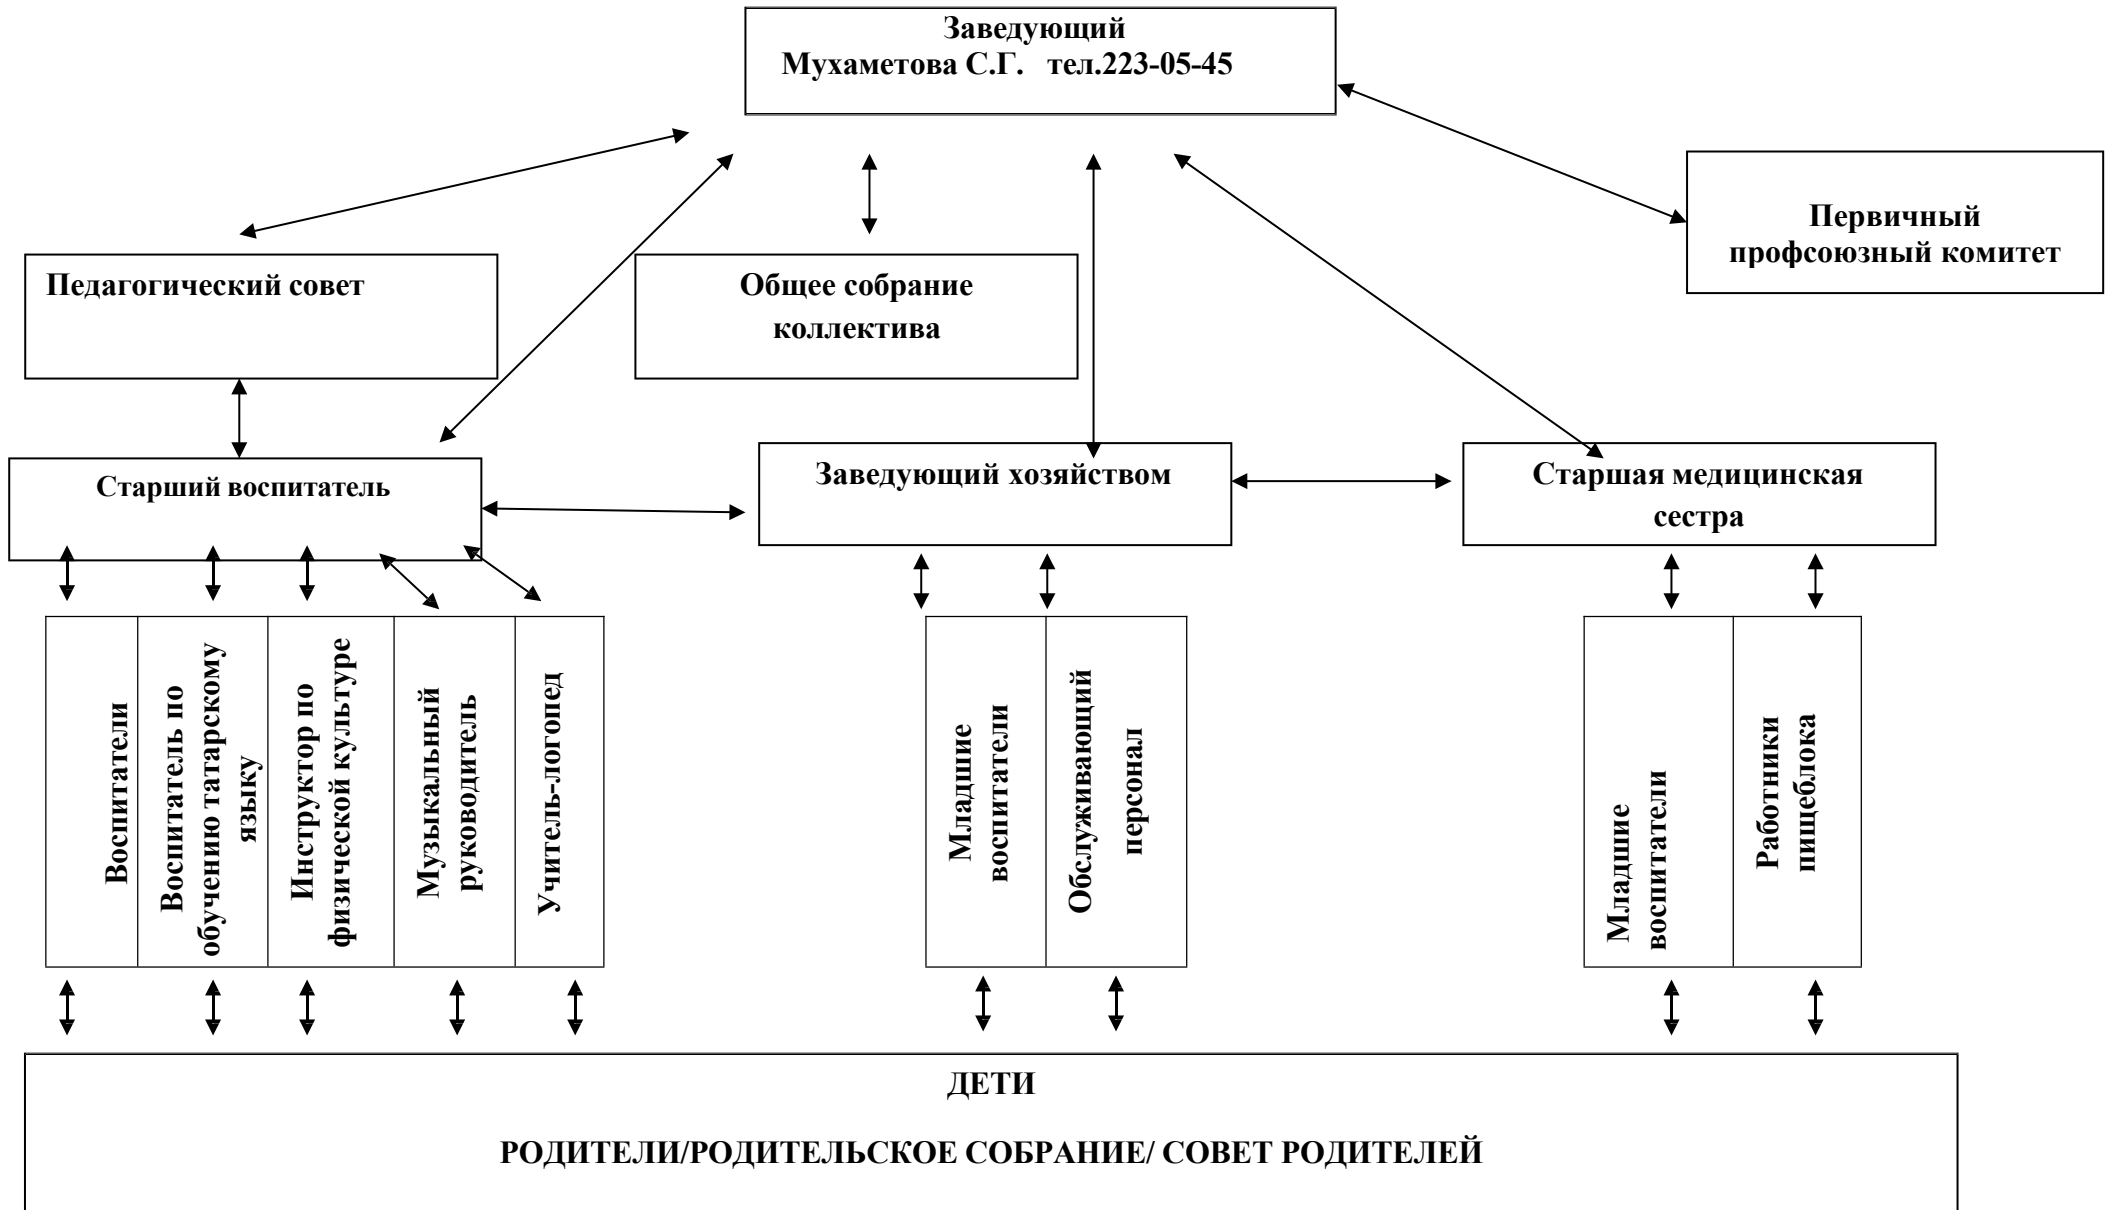 Заведующий
Мухаметова С.Г. тел.223-05-45
Первичный
профсоюзный комитет
Педагогический совет
Общее собрание
коллектива
Старший воспитатель
Заведующий хозяйством
Старшая медицинская
сестра
Воспитатели
Воспитатель по
обучению татарскому
языку
Инструктор по
физической культуре
Музыкальный
руководитель
Учитель-логопед
Младшие
воспитатели
Обслуживающий
персонал
Младшие
воспитатели
Работники
пищеблока
ДЕТИ
РОДИТЕЛИ/РОДИТЕЛЬСКОЕ СОБРАНИЕ/ СОВЕТ РОДИТЕЛЕЙ